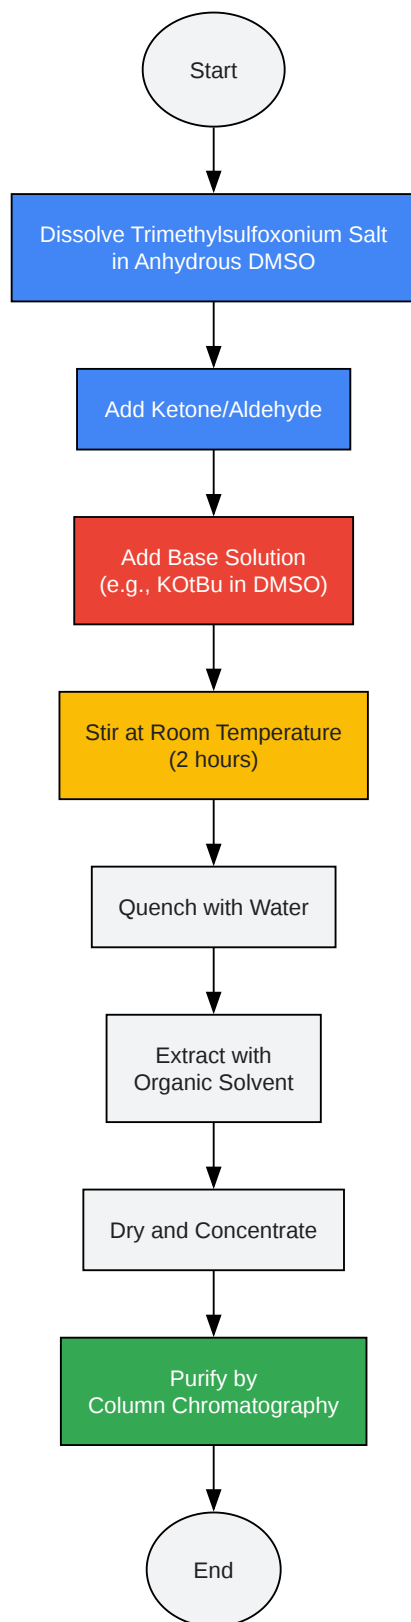 Start
Dissolve Trimethylsulfoxonium Salt
in Anhydrous DMSO
Add Ketone/Aldehyde
Add Base Solution
(e.g., KOtBu in DMSO)
Stir at Room Temperature
(2 hours)
Quench with Water
Extract with
Organic Solvent
Dry and Concentrate
Purify by
Column Chromatography
End